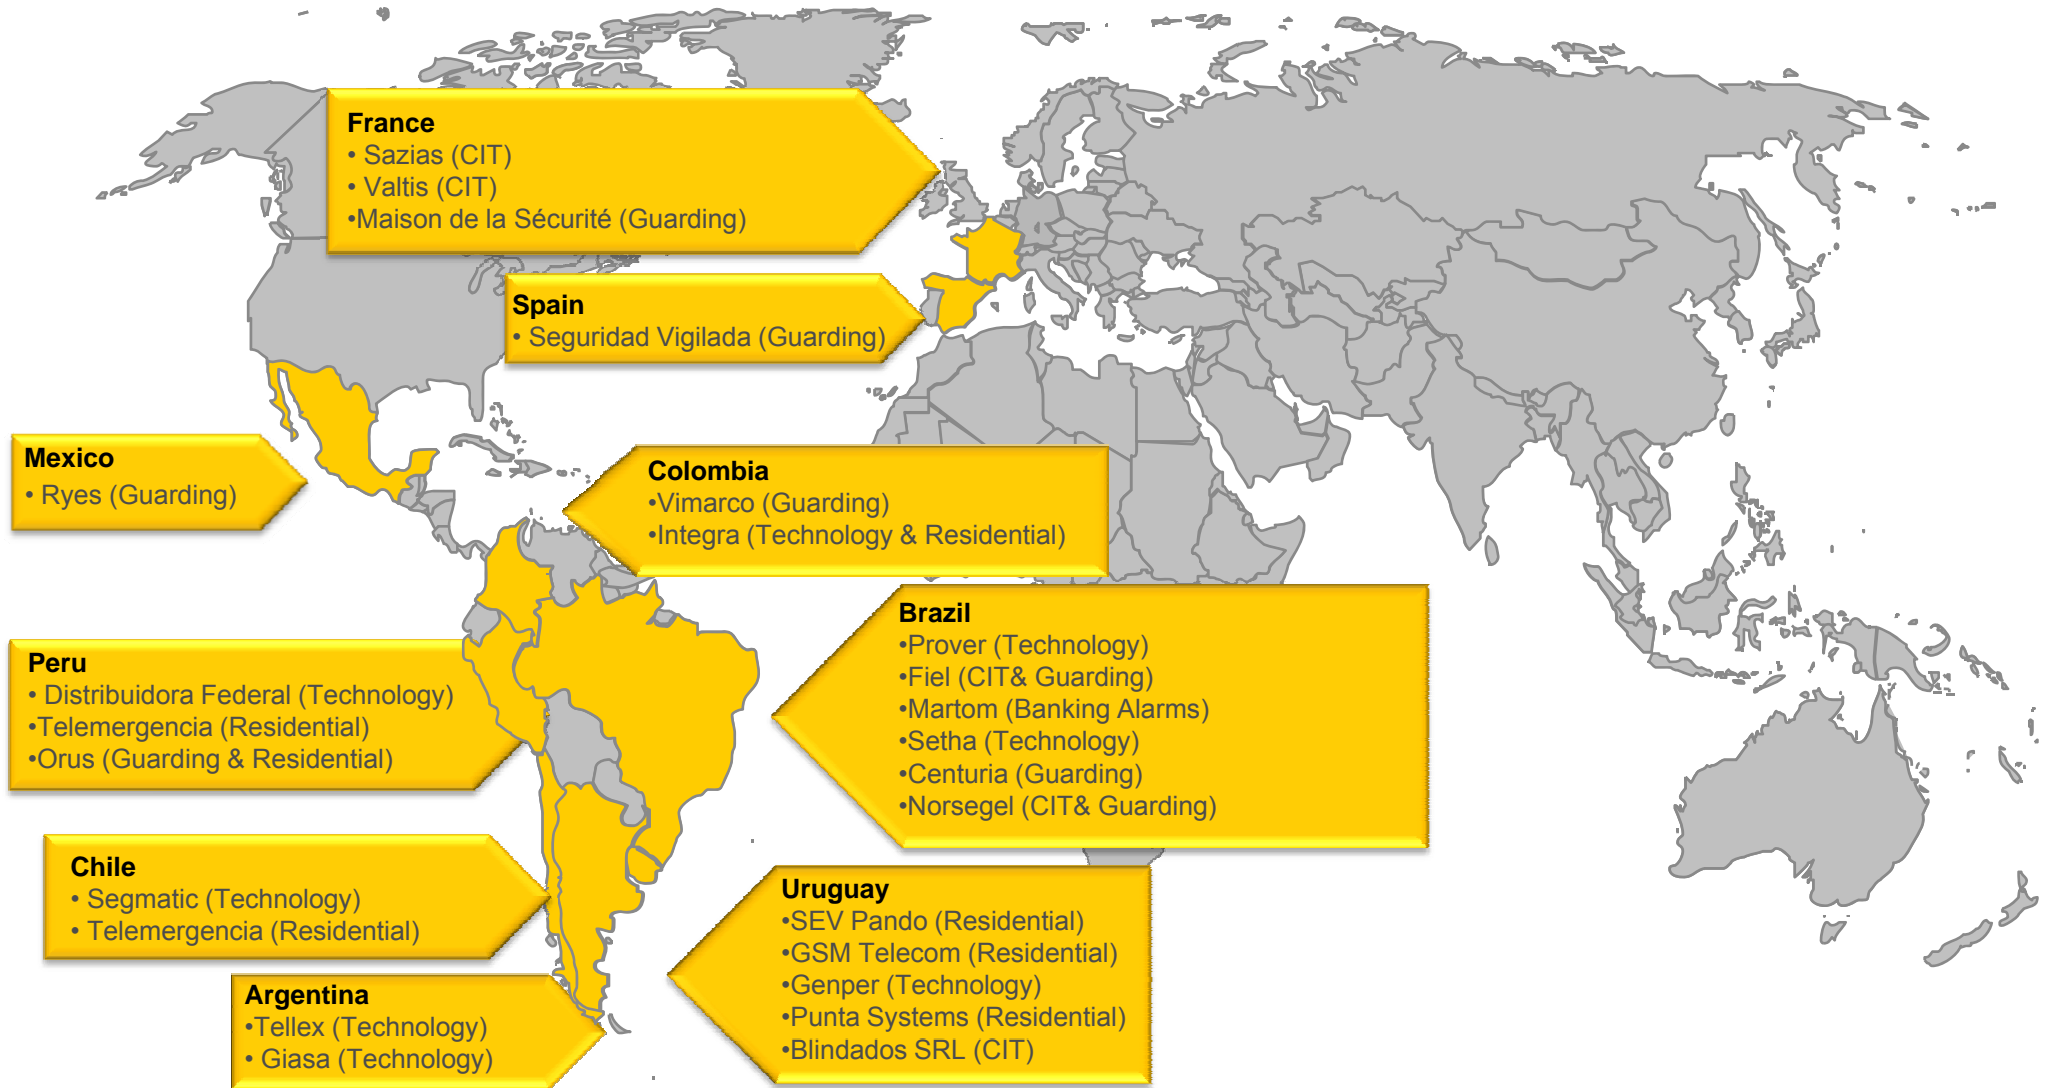 France
• Sazias (CIT)
• Valtis (CIT)
•Maison de la Sécurité (Guarding)
Spain
• Seguridad Vigilada (Guarding)
Mexico
• Ryes (Guarding)
Colombia
•Vimarco (Guarding)
•Integra (Technology & Residential)
Brazil
•Prover (Technology)
•Fiel (CIT& Guarding)
•Martom (Banking Alarms)
•Setha (Technology)
•Centuria (Guarding)
•Norsegel (CIT& Guarding)
Peru
• Distribuidora Federal (Technology)
•Telemergencia (Residential)
•Orus (Guarding & Residential)
Chile
• Segmatic (Technology)
• Telemergencia (Residential)
Uruguay
•SEV Pando (Residential)
•GSM Telecom (Residential)
•Genper (Technology)
•Punta Systems (Residential)
•Blindados SRL (CIT)
Argentina
•Tellex (Technology)
• Giasa (Technology)